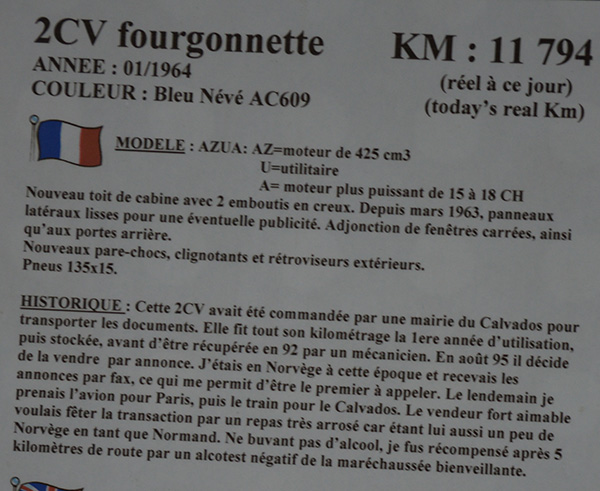 2CV fourgonnette
KM : 11 794
ANNEE : 01/1964
(réel à ce jour)
COULEUR : Bleu Névé AC609
(today's real Km)
MODELE : AZUA: AZ=moteur de 425 cm3
U=utilitaire
A= moteur plus puissant de 15 à 18 CH
Nouveau toit de cabine avec 2 emboutis en creux. Depuis mars 1963, panneaux
latéraux lisses pour une éventuelle publicité. Adjonction de fenêtres carrées, ainsi
qu'aux portes arrière.
Nouveaux pare-chocs, clignotants et rétroviseurs extérieurs.
Pneus 135x15.
HISTORIQUE : Cette 2CV avait été commandée par une mairie du Calvados pour
transporter les documents. Elle fit tout son kilométrage la 1ere année d'utilisation,
puis stockée, avant d'être récupérée en 92 par un mécanicien. En août 95 il décide
de la vendre par annonce. J'étais en Norvège à cette époque et recevais les
annonces par fax, ce qui me permit d'être le premier à appeler. Le lendemain je
prenais l'avion pour Paris, puis le train pour le Calvados. Le vendeur fort aimable
voulais fêter la transaction par un repas très arrosé car étant lui aussi un peu de
Norvège en tant que Normand. Ne buvant pas d'alcool, je fus récompensé après 5
kilomètres de route par un alcotest négatif de la maréchaussée bienveillante.